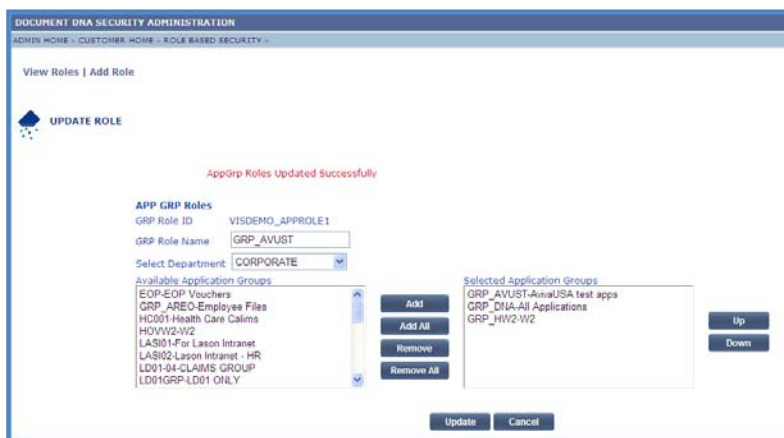 DOCUMENT DNA SECURITY ADMINISTRATION
ADMIN HOME > CUSTOMER HOME > ROLE BASED SECURITY >
View Roles | Add Role
UPDATE ROLE
AppGrp Roles Updated Successfully
APP GRP Roles
GRP Role ID VISDEMO_APPROLE1
GRP Role Name GRP_AVUST
Select Department CORPORATE
Available Application Groups
EOP-EOP Vouchers
GRP_AREO-Employee Files
HC001-Health Care Calims
HOVW2-W2
LASI01-For Lason Intranet
LASI02-Lason Intranet - HR
LD01-04-CLAIMS GROUP
LD01GRP-LD01 ONLY
Add
Add All
Remove
Remove All
Selected Application Groups
GRP_AVUST-AvivaUSA test apps
GRP_DNA-All Applications
GRP_HW2-W2
Up
Down
Update Cancel